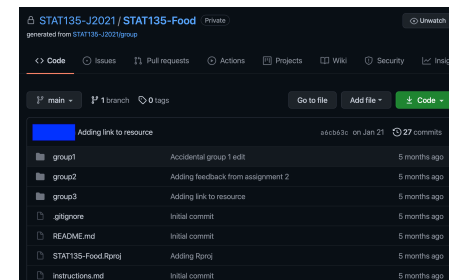 STAT135-J2021 / STAT135-Food Private Unwatch
generated from STAT135-J2021/group
<> Code Issues Pull requests Actions Projects Wiki Security Insig
main 1 branch 0 tags Go to file Add file Code
Adding link to resource a6cb63c on Jan 21 27 commits
group1 Accidental group 1 edit 5 months ago
group2 Adding feedback from assignment 2 5 months ago
group3 Adding link to resource 5 months ago
.gitignore Initial commit 5 months ago
README.md Initial commit 5 months ago
STAT135-Food.Rproj Adding Rproj 5 months ago
instructions.md Initial commit 5 months ago